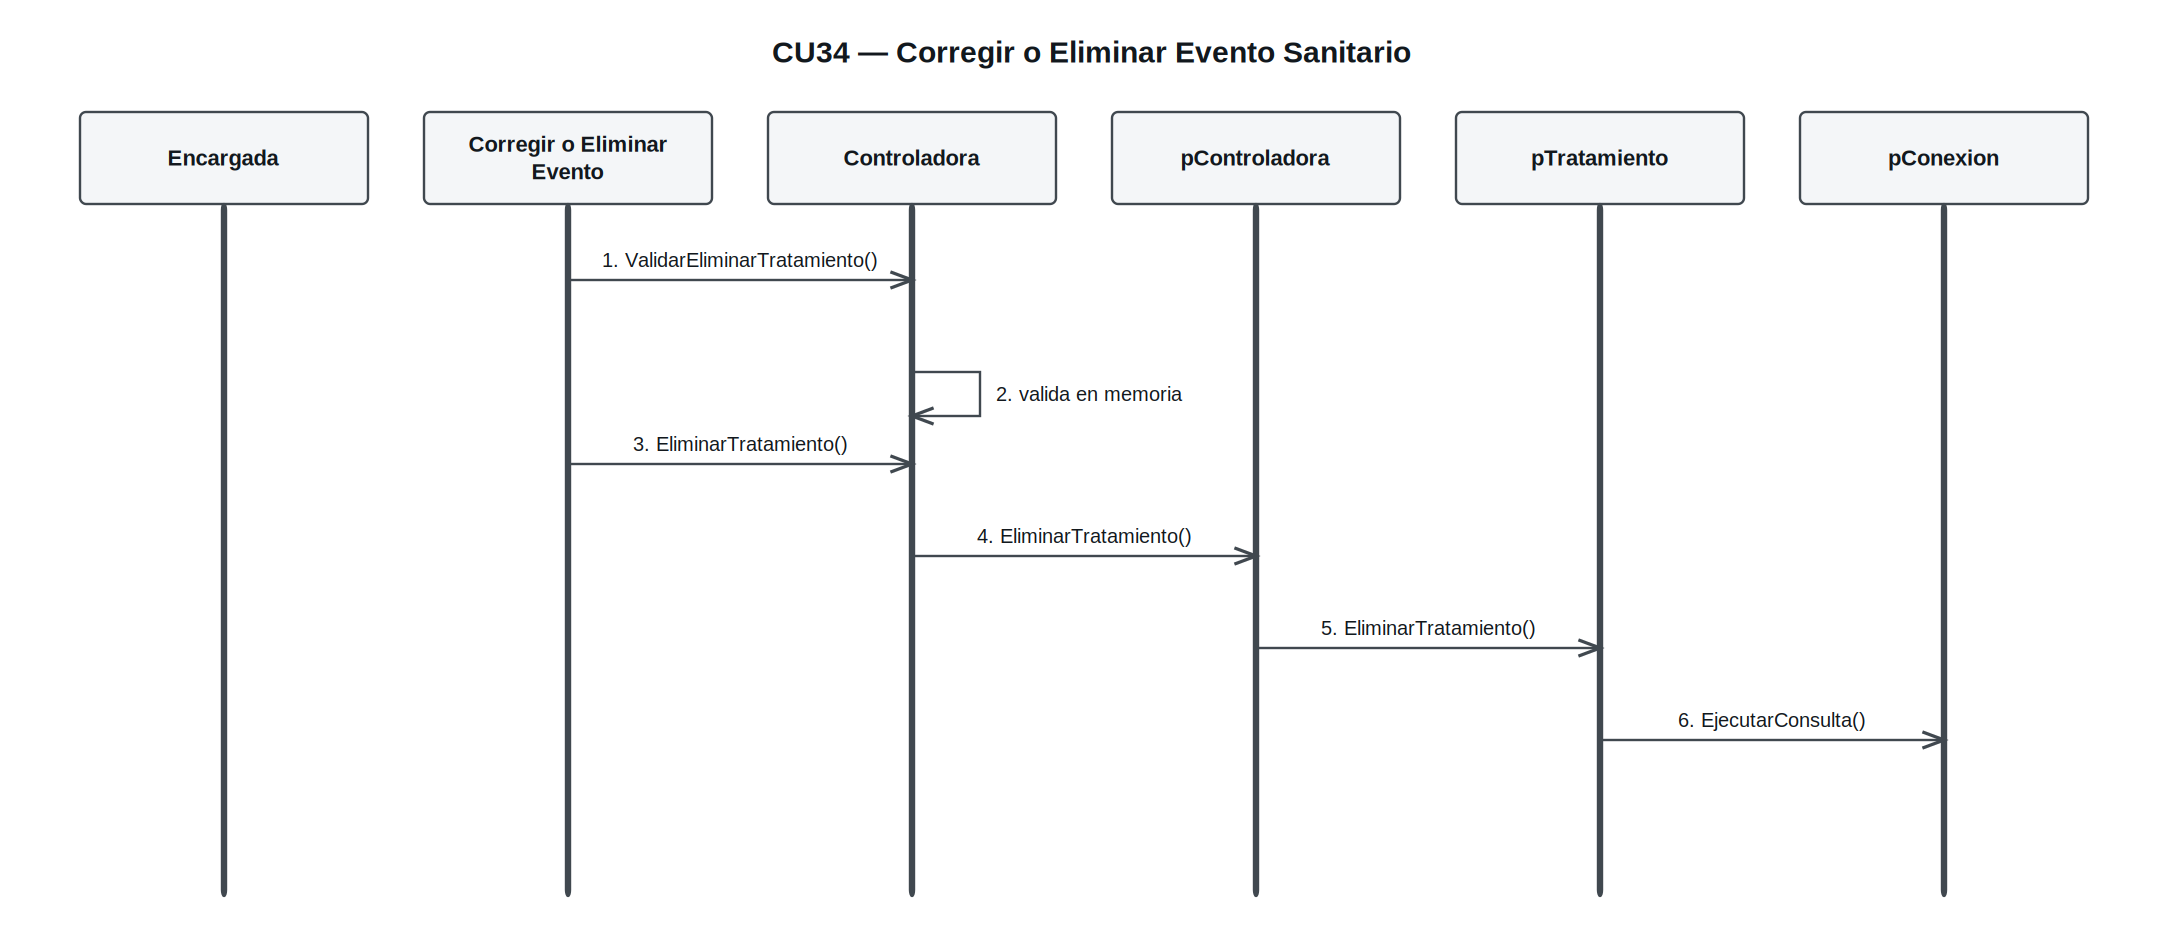 CU34 — Corregir o Eliminar Evento Sanitario
Encargada
Corregir o Eliminar
Evento
Controladora
pControladora
pTratamiento
pConexion
1. ValidarEliminarTratamiento()
2. valida en memoria
3. EliminarTratamiento()
4. EliminarTratamiento()
5. EliminarTratamiento()
6. EjecutarConsulta()